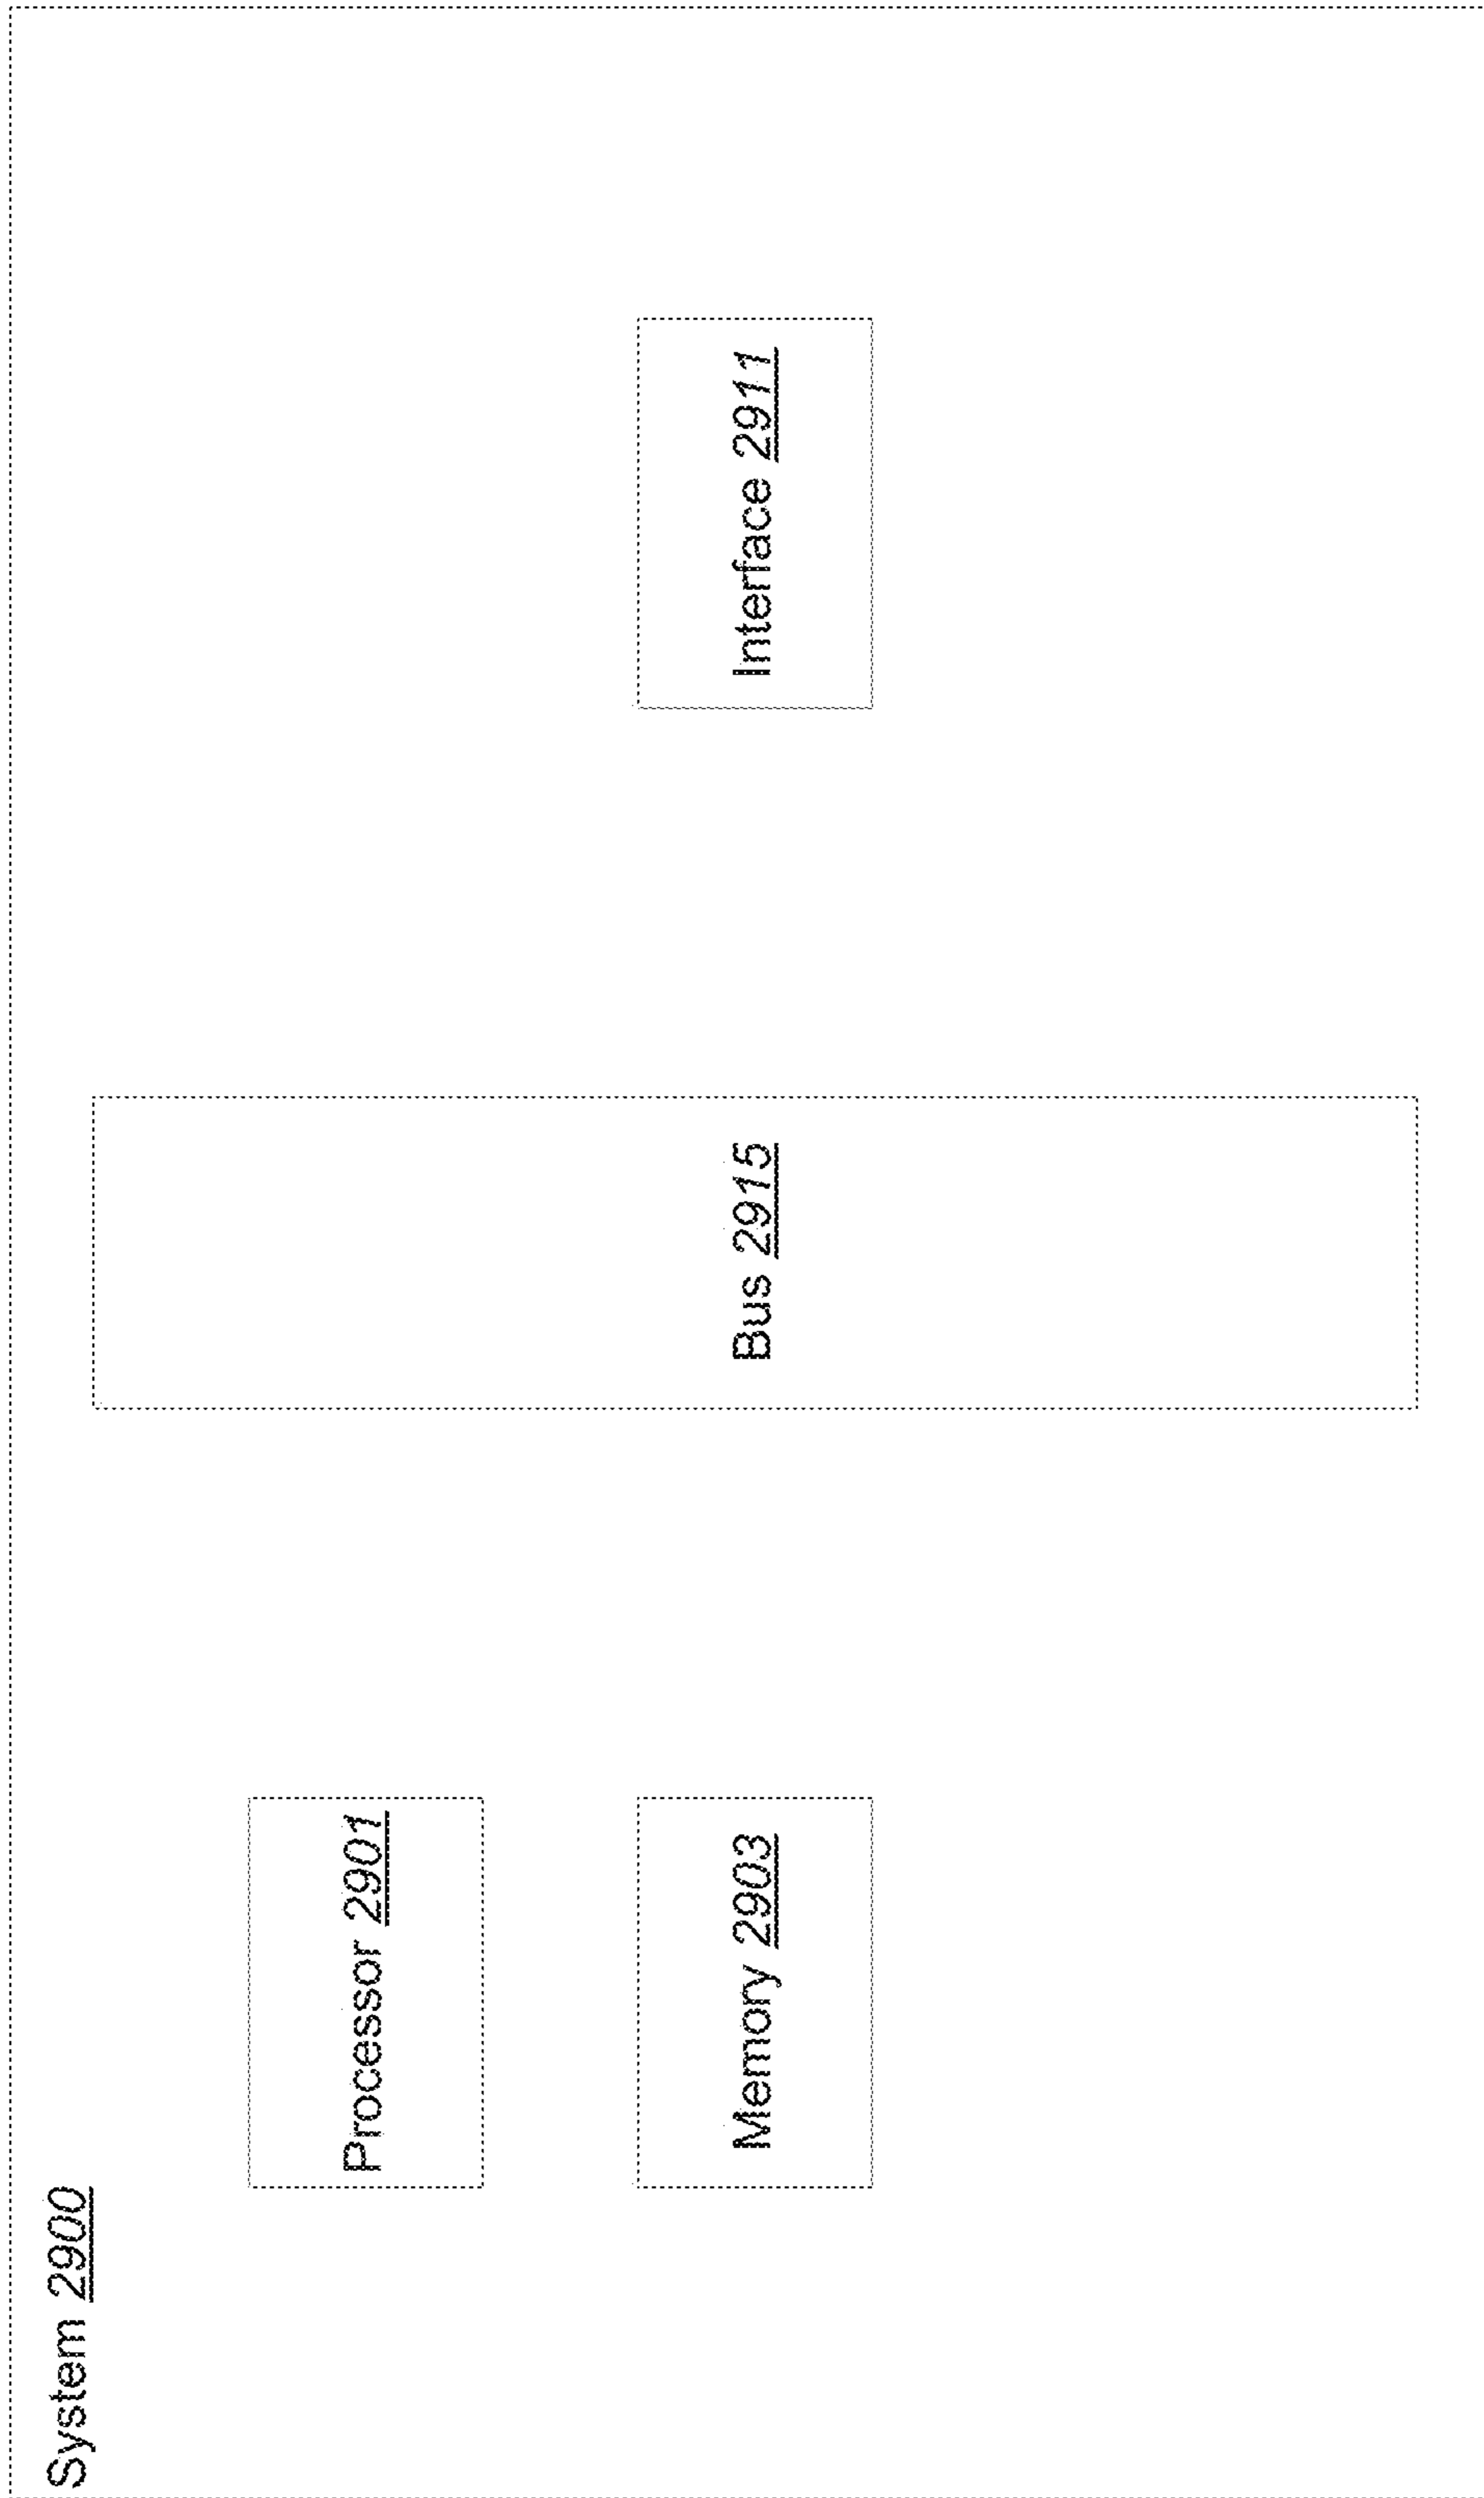 System 2900
Processor 2901
Memory 2903
Bus 2915
Interface 2911